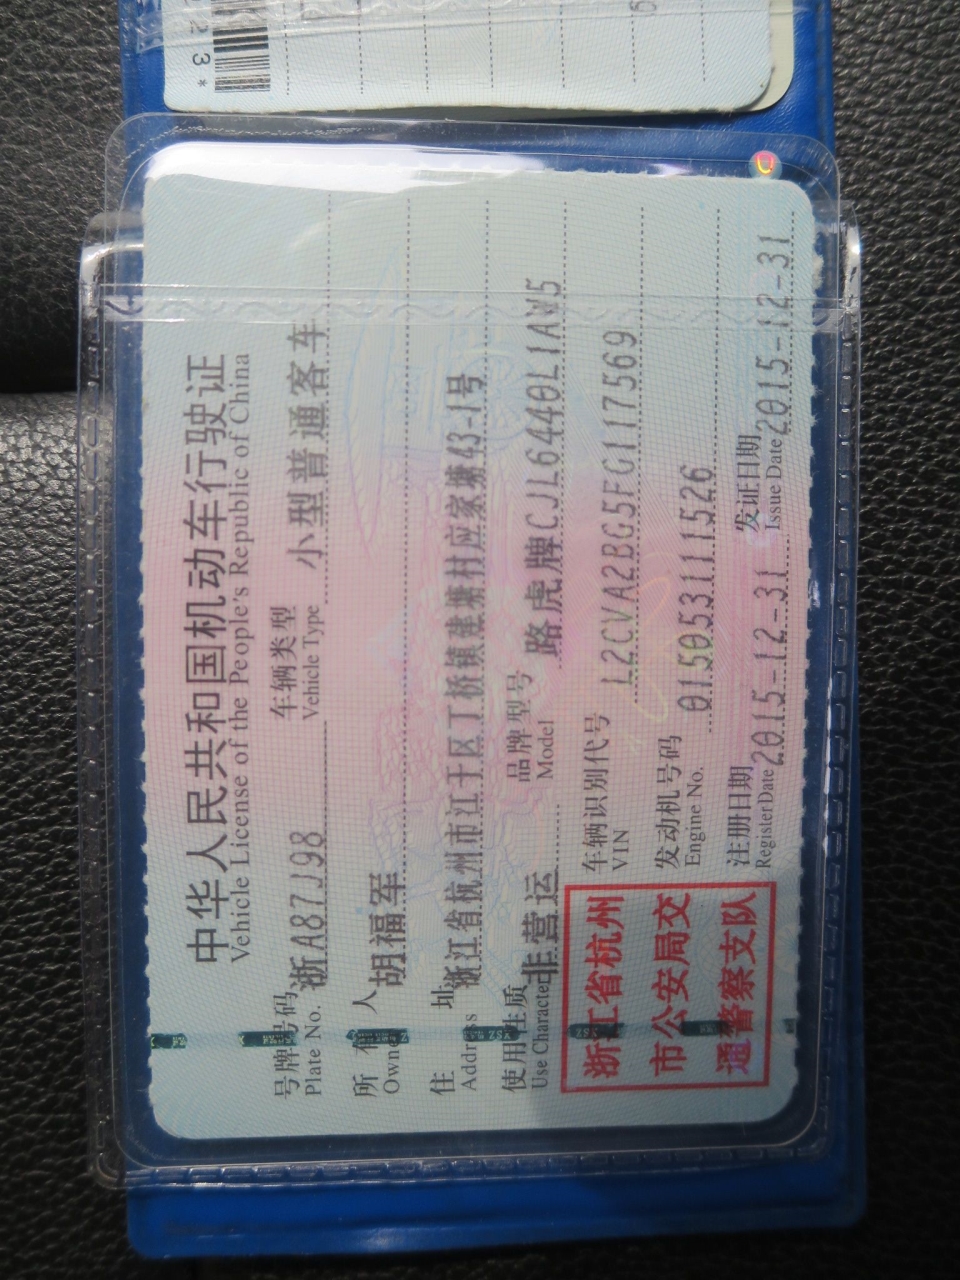 23*
中华人民共和国机动车行驶证
Vehicle License of the People's Republic of China
号牌号码 浙A87J98 车辆类型 小型普通客车
Plate No. Vehicle Type
所有人 胡福军
Owner
住址 浙江省杭州市江干区丁桥镇建塘村应家塘43-1号
Address
使用性质 非营运 品牌型号 路虎牌CJL6440L1AW5
Use Character Model
车辆识别代号 L2CVA2BG5FG117569
VIN
发动机号码 0150531111526
Engine No.
注册日期 2015-12-31 发证日期 2015-12-31
Register Date Issue Date
浙江省杭州
市公安局交
通警察支队